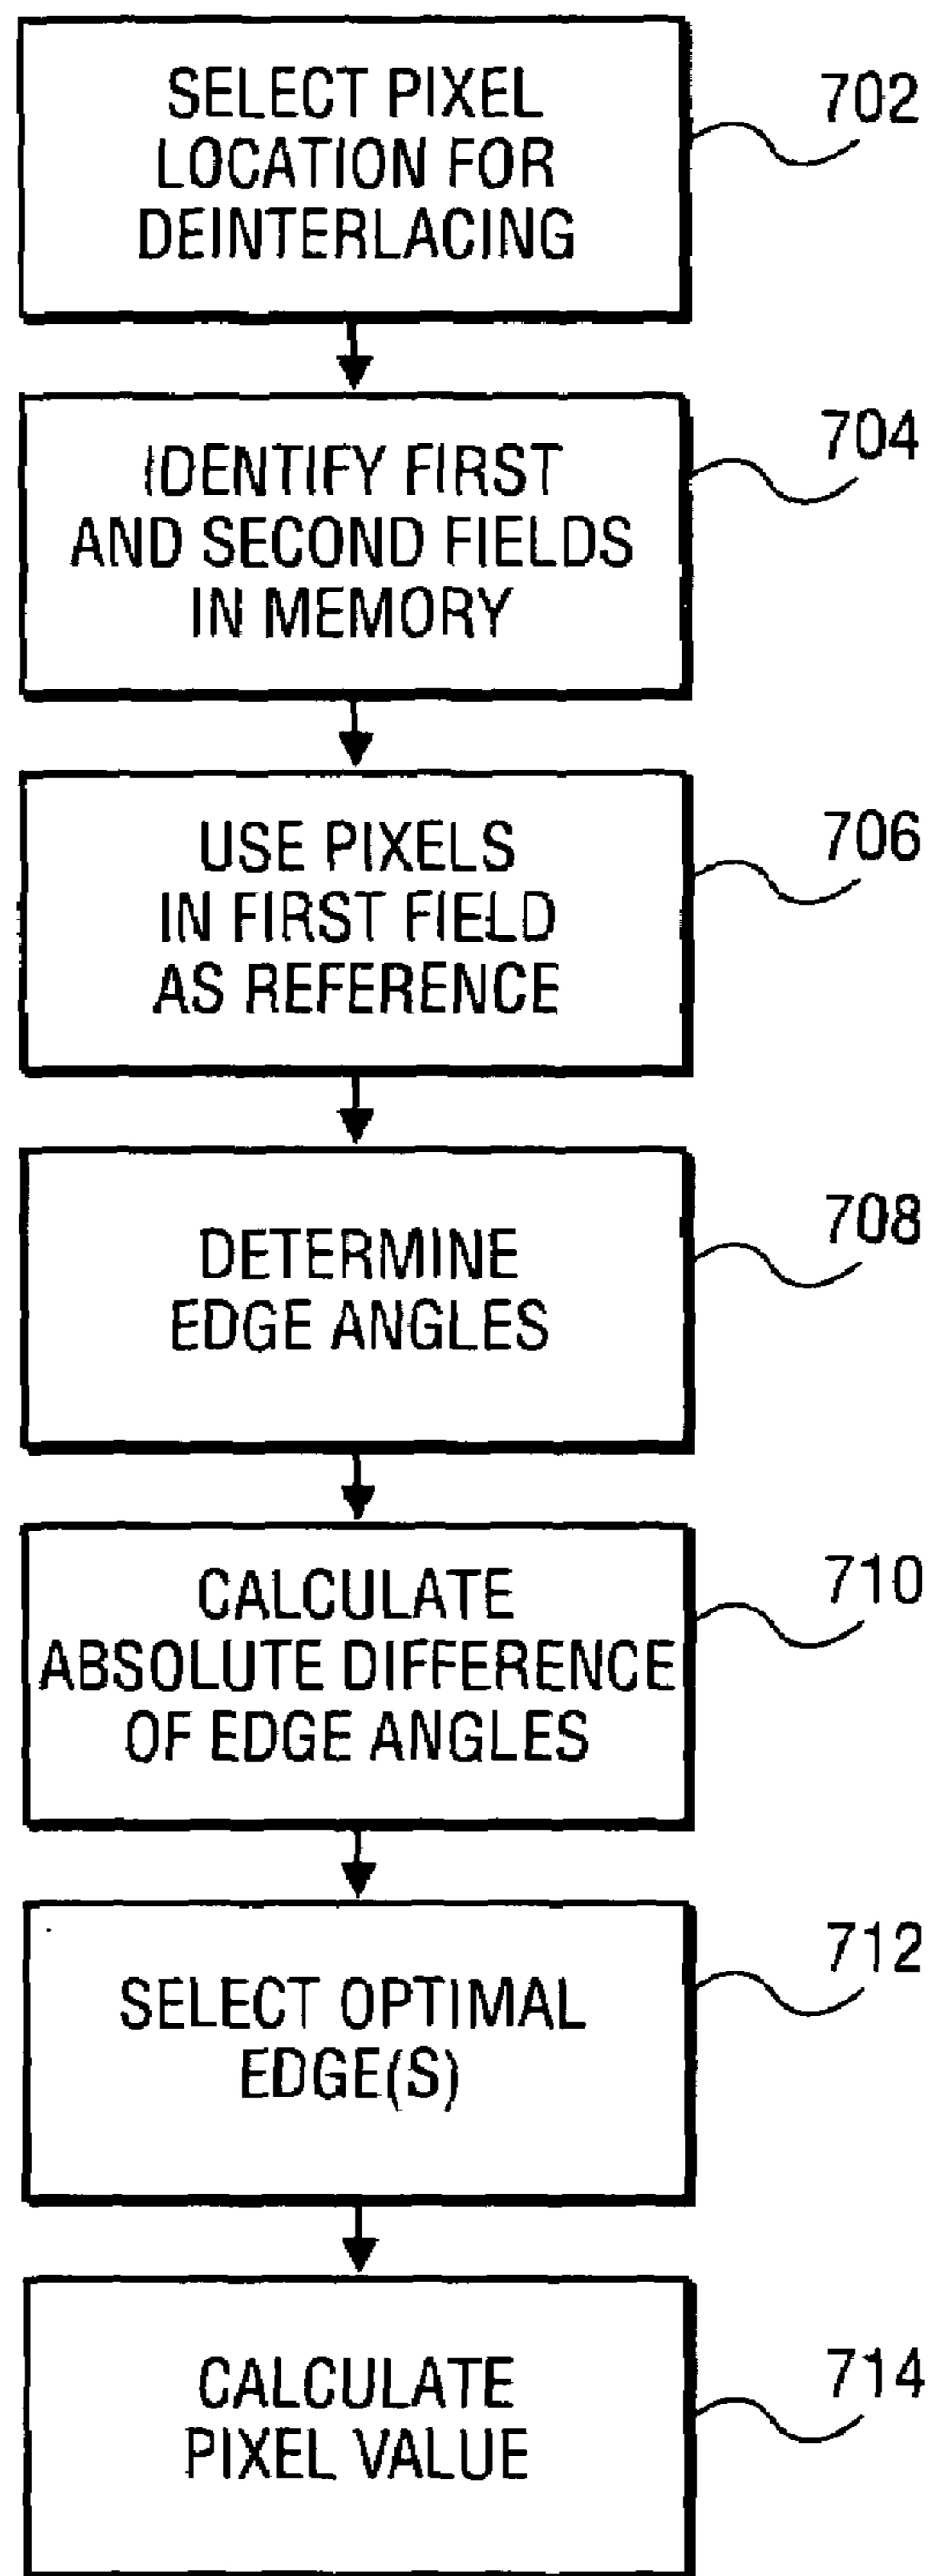 SELECT PIXEL
LOCATION FOR
DEINTERLACING
702
IDENTIFY FIRST
AND SECOND FIELDS
IN MEMORY
704
USE PIXELS
IN FIRST FIELD
AS REFERENCE
706
DETERMINE
EDGE ANGLES
708
CALCULATE
ABSOLUTE DIFFERENCE
OF EDGE ANGLES
710
SELECT OPTIMAL
EDGE(S)
712
CALCULATE
PIXEL VALUE
714